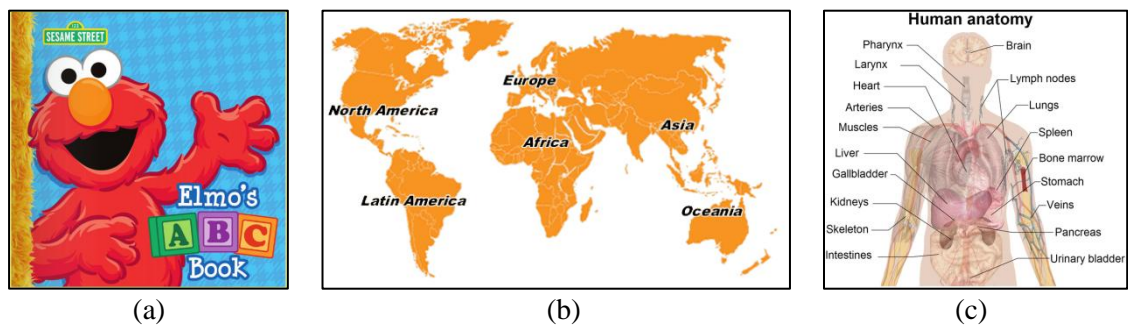 SESAME STREET
Elmo's
ABC
Book
(a)
North America
Europe
Asia
Africa
Latin America
Oceania
(b)
Human anatomy
Pharynx
Larynx
Heart
Arteries
Muscles
Liver
Gallbladder
Kidneys
Skeleton
Intestines
Brain
Lymph nodes
Lungs
Spleen
Bone marrow
Stomach
Veins
Pancreas
Urinary bladder
(c)